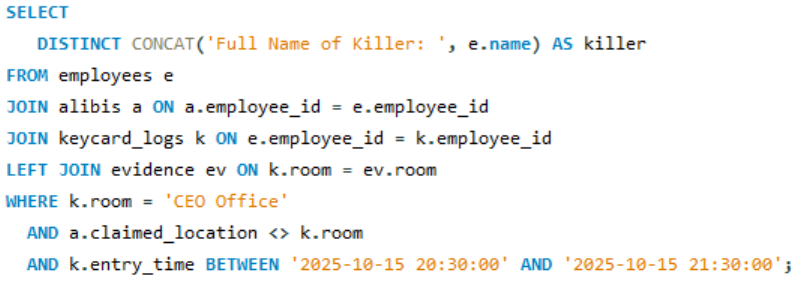 SELECT
DISTINCT CONCAT('Full Name of Killer: ', e.name) AS killer
FROM employees e
JOIN alibis a ON a.employee_id = e.employee_id
JOIN keycard_logs k ON e.employee_id = k.employee_id
LEFT JOIN evidence ev ON k.room = ev.room
WHERE k.room = 'CEO Office'
AND a.claimed_location <> k.room
AND k.entry_time BETWEEN '2025-10-15 20:30:00' AND '2025-10-15 21:30:00';